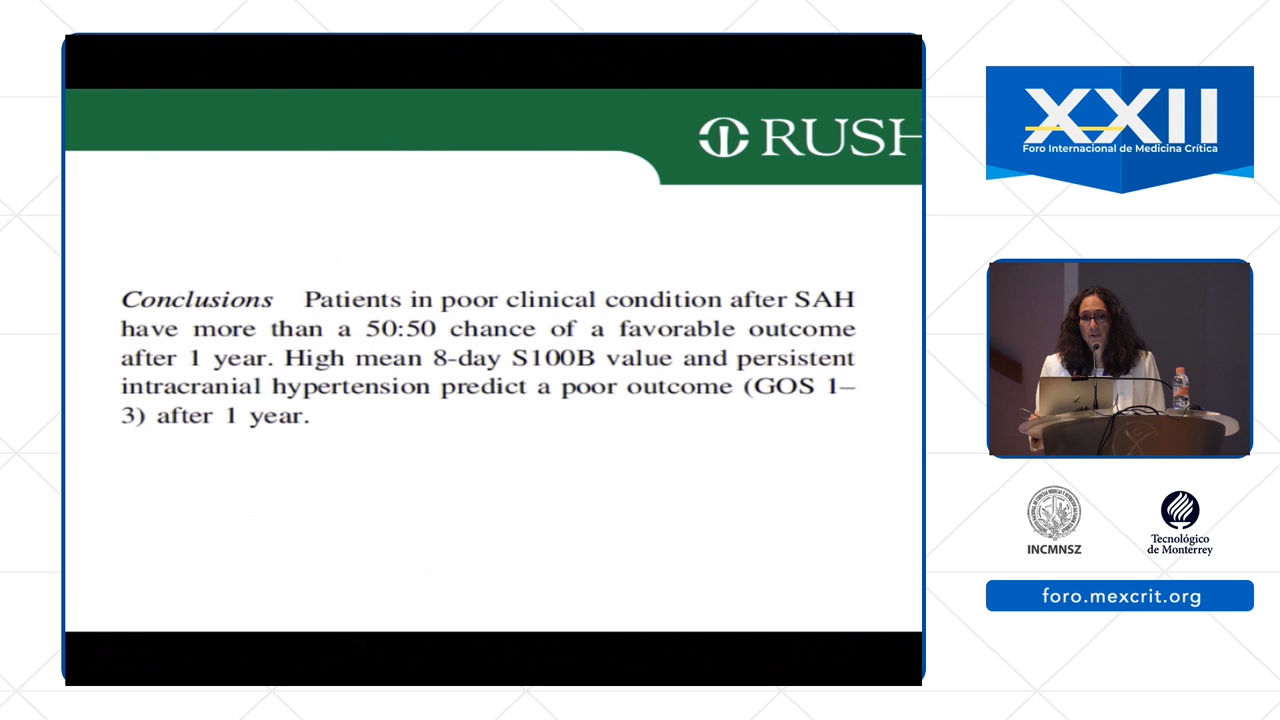 RUSH
Conclusions Patients in poor clinical condition after SAH
have more than a 50:50 chance of a favorable outcome
after 1 year. High mean 8-day S100B value and persistent
intracranial hypertension predict a poor outcome (GOS 1–
3) after 1 year.
XXII
Foro Internacional de Medicina Crítica
INCMNSZ
Tecnológico
de Monterrey
foro.mexcrit.org